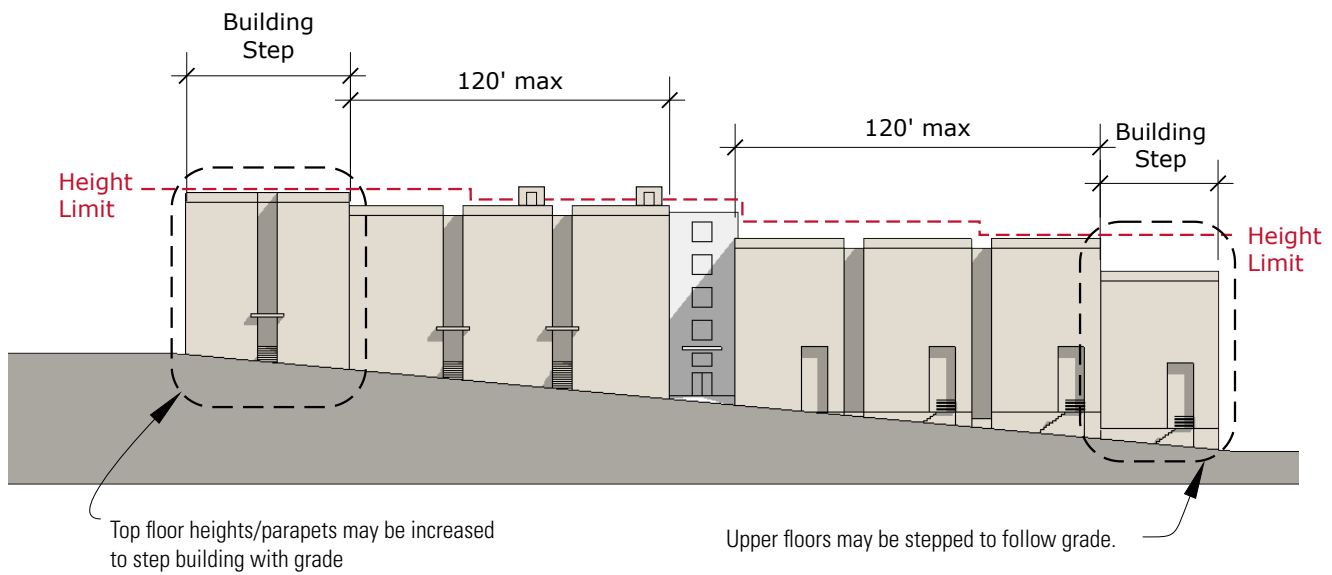 Building
Step
120' max
120' max
Building
Step
Height
Limit
Height
Limit
Top floor heights/parapets may be increased
to step building with grade
Upper floors may be stepped to follow grade.